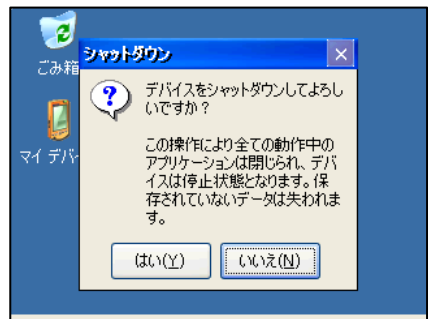 ごみ箱
マイ デバ
シャットダウン
デバイスをシャットダウンしてよろし
いですか？
この操作により全ての動作中の
アプリケーションは閉じられ、デバ
イスは停止状態となります。保
存されていないデータは失われま
す。
はい(Y)
いいえ(N)